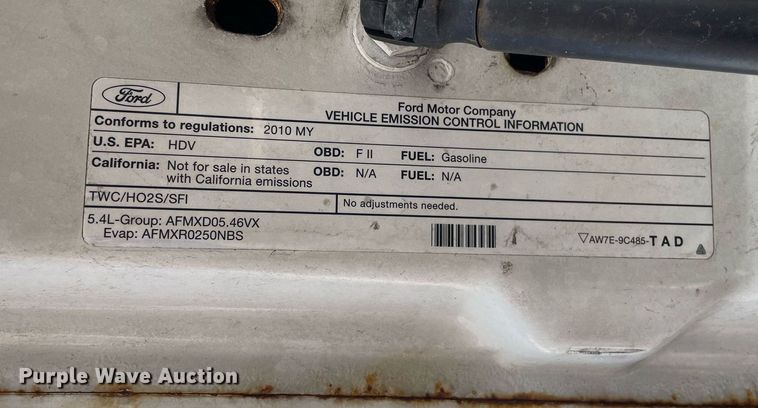 Ford
Ford Motor Company
VEHICLE EMISSION CONTROL INFORMATION
Conforms to regulations: 2010 MY
U.S. EPA: HDV OBD: F II FUEL: Gasoline
California: Not for sale in states with California emissions OBD: N/A FUEL: N/A
TWC/HO2S/SFI No adjustments needed.
5.4L-Group: AFMXD05.46VX
Evap: AFMXR0250NBS
AW7E-9C485-TAD
Purple Wave Auction